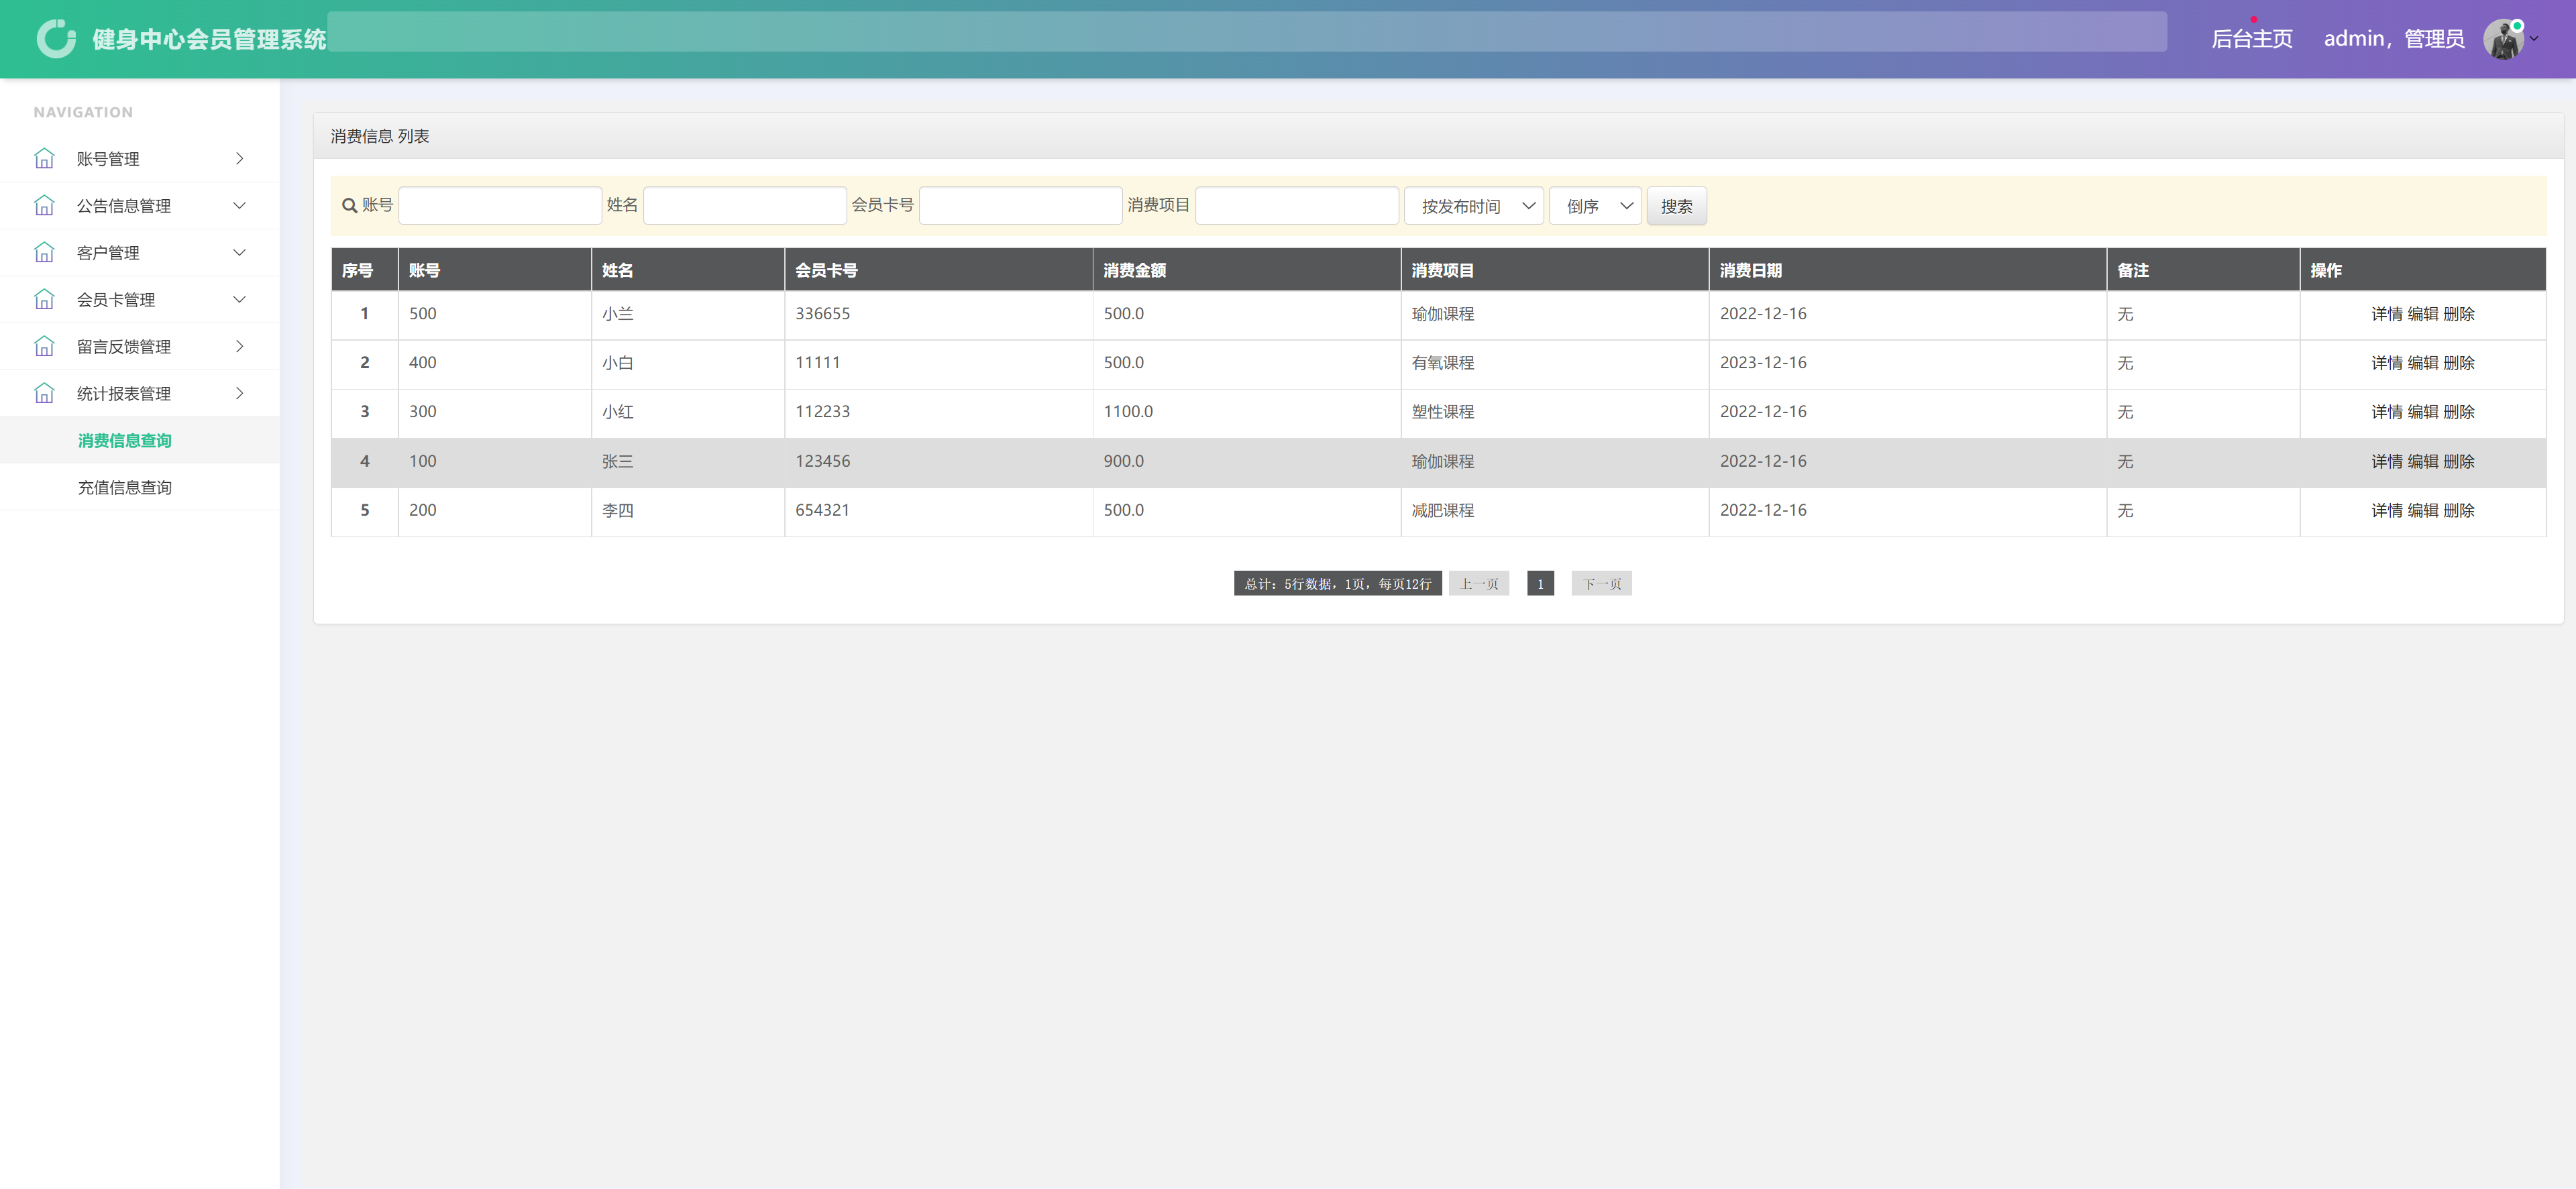 健身中心会员管理系统
后台主页 admin，管理员
NAVIGATION
账号管理
公告信息管理
客户管理
会员卡管理
留言反馈管理
统计报表管理
消费信息查询
充值信息查询
消费信息 列表
账号 姓名 会员卡号 消费项目 按发布时间 倒序 搜索
序号 账号 姓名 会员卡号 消费金额 消费项目 消费日期 备注 操作
1 500 小兰 336655 500.0 瑜伽课程 2022-12-16 无 详情 编辑 删除
2 400 小白 11111 500.0 有氧课程 2023-12-16 无 详情 编辑 删除
3 300 小红 112233 1100.0 塑性课程 2022-12-16 无 详情 编辑 删除
4 100 张三 123456 900.0 瑜伽课程 2022-12-16 无 详情 编辑 删除
5 200 李四 654321 500.0 减肥课程 2022-12-16 无 详情 编辑 删除
总计：5行数据，1页，每页12行 上一页 1 下一页